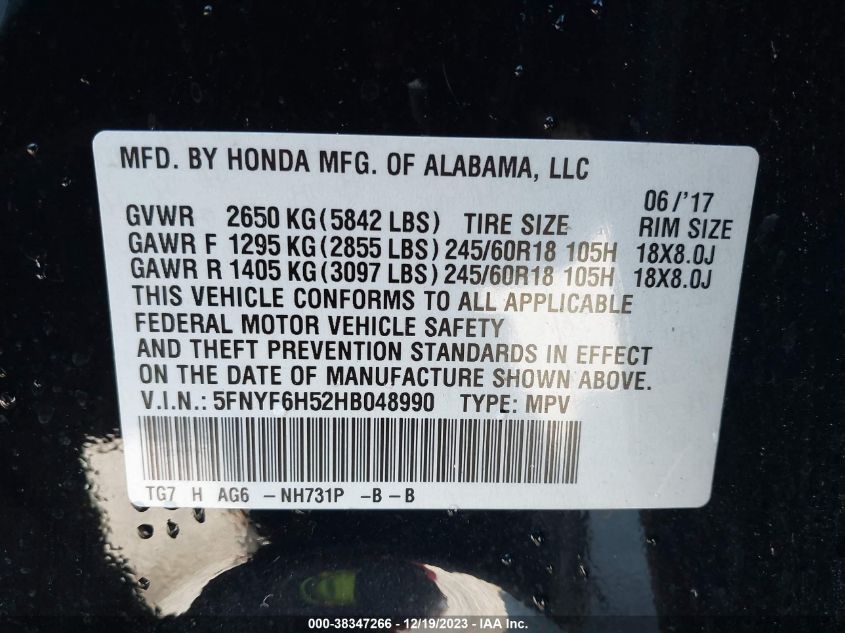 MFD. BY HONDA MFG. OF ALABAMA, LLC
06/'17
GVWR 2650 KG(5842 LBS) TIRE SIZE RIM SIZE
GAWR F 1295 KG(2855 LBS) 245/60R18 105H 18X8.0J
GAWR R 1405 KG(3097 LBS) 245/60R18 105H 18X8.0J
THIS VEHICLE CONFORMS TO ALL APPLICABLE
FEDERAL MOTOR VEHICLE SAFETY
AND THEFT PREVENTION STANDARDS IN EFFECT
ON THE DATE OF MANUFACTURE SHOWN ABOVE.
V.I.N.: 5FNYF6H52HB048990 TYPE: MPV
TG7 H AG6 -NH731P -B-B
000-38347266 - 12/19/2023 - IAA Inc.